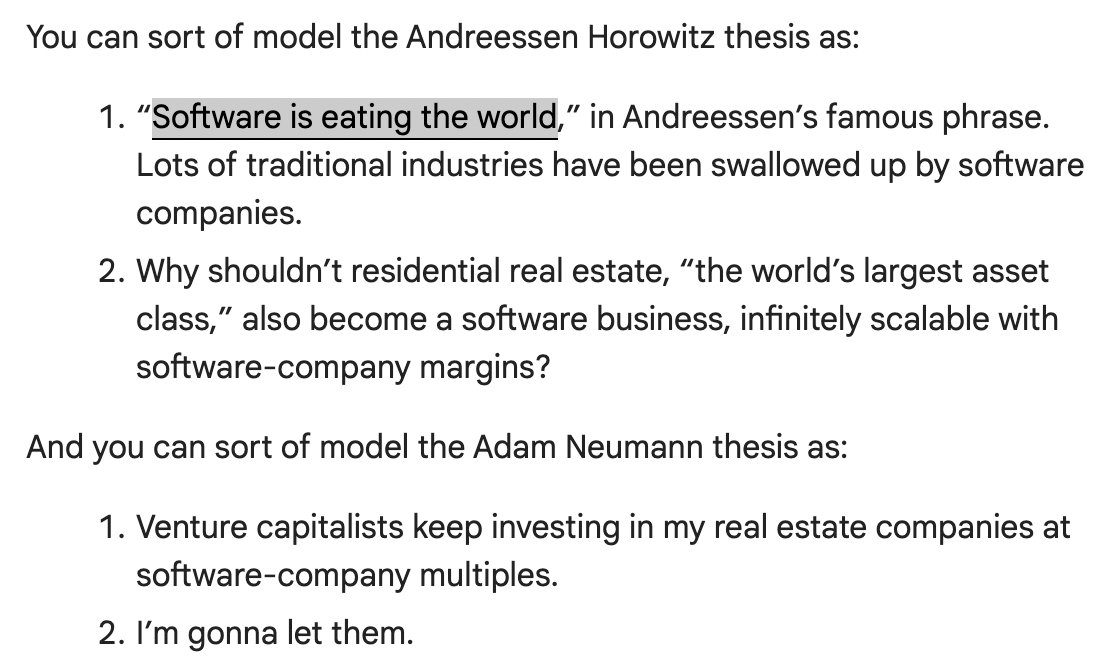 You can sort of model the Andreessen Horowitz thesis as:
1. “Software is eating the world,” in Andreessen’s famous phrase.
Lots of traditional industries have been swallowed up by software
companies.
2. Why shouldn’t residential real estate, “the world’s largest asset
class,” also become a software business, infinitely scalable with
software-company margins?
And you can sort of model the Adam Neumann thesis as:
1. Venture capitalists keep investing in my real estate companies at
software-company multiples.
2. I’m gonna let them.